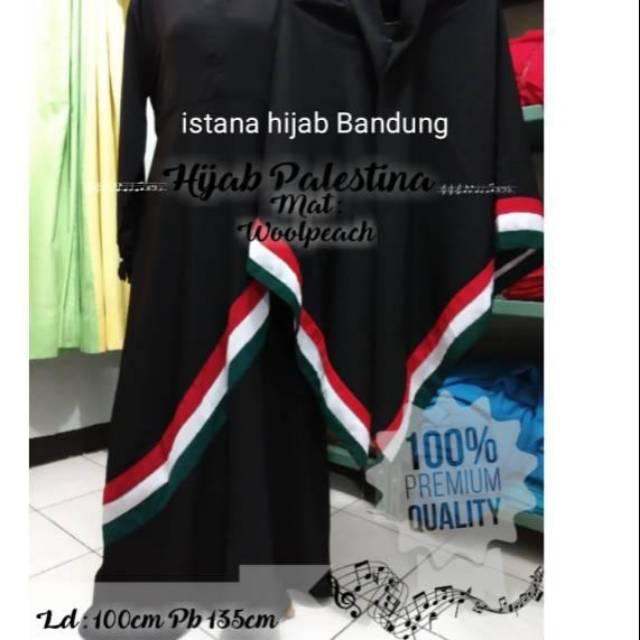 istana hijab Bandung
Hijab Palestina
Mat :
Woolpeach
100%
PREMIUM
QUALITY
Ld : 100cm Pb 135cm